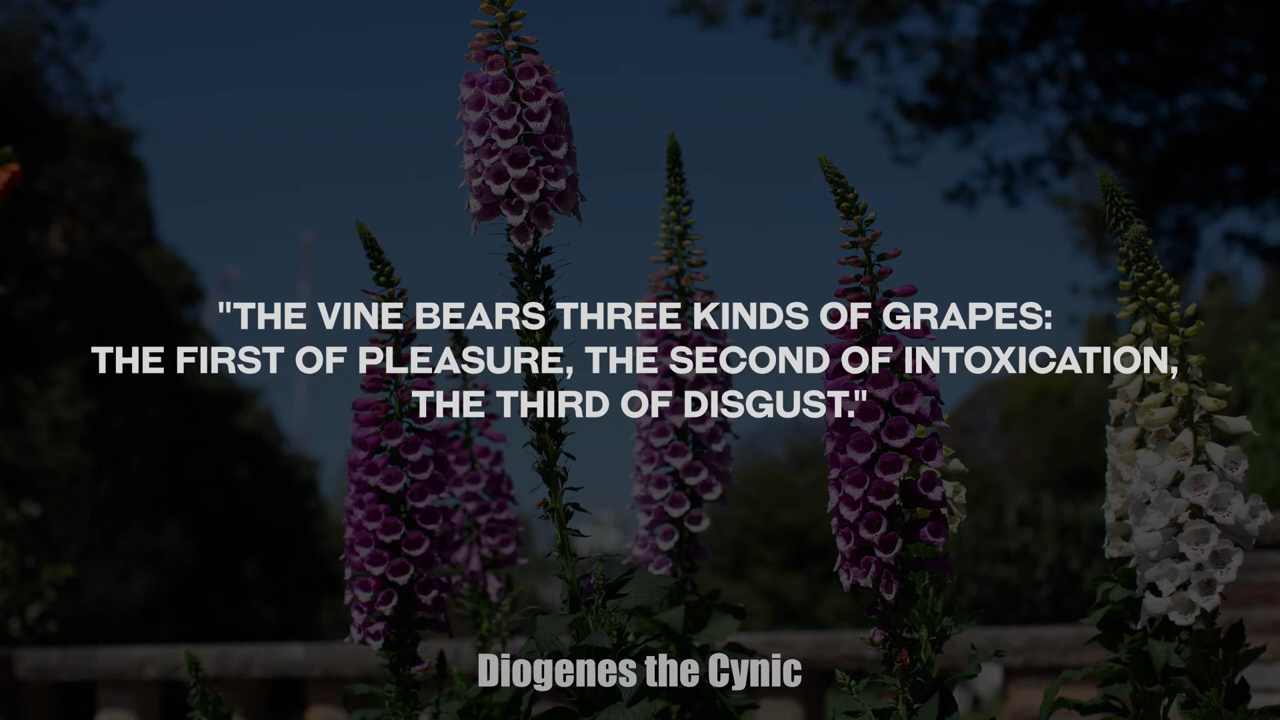 "THE VINE BEARS THREE KINDS OF GRAPES:
THE FIRST OF PLEASURE, THE SECOND OF INTOXICATION,
THE THIRD OF DISGUST."
Diogenes the Cynic